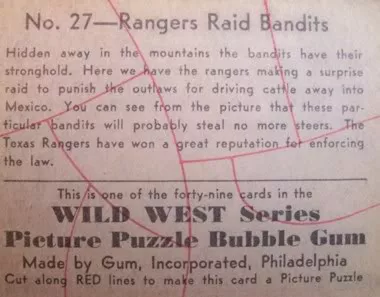 No. 27—Rangers Raid Bandits
Hidden away in the mountains the bandits have their
stronghold. Here we have the rangers making a surprise
raid to punish the outlaws for driving cattle away into
Mexico. You can see from the picture that these par-
ticular bandits will probably steal no more steers. The
Texas Rangers have won a great reputation for enforcing
the law.
This is one of the forty-nine cards in the
WILD WEST Series
Picture Puzzle Bubble Gum
Made by Gum, Incorporated, Philadelphia
Cut along RED lines to make this card a Picture Puzzle